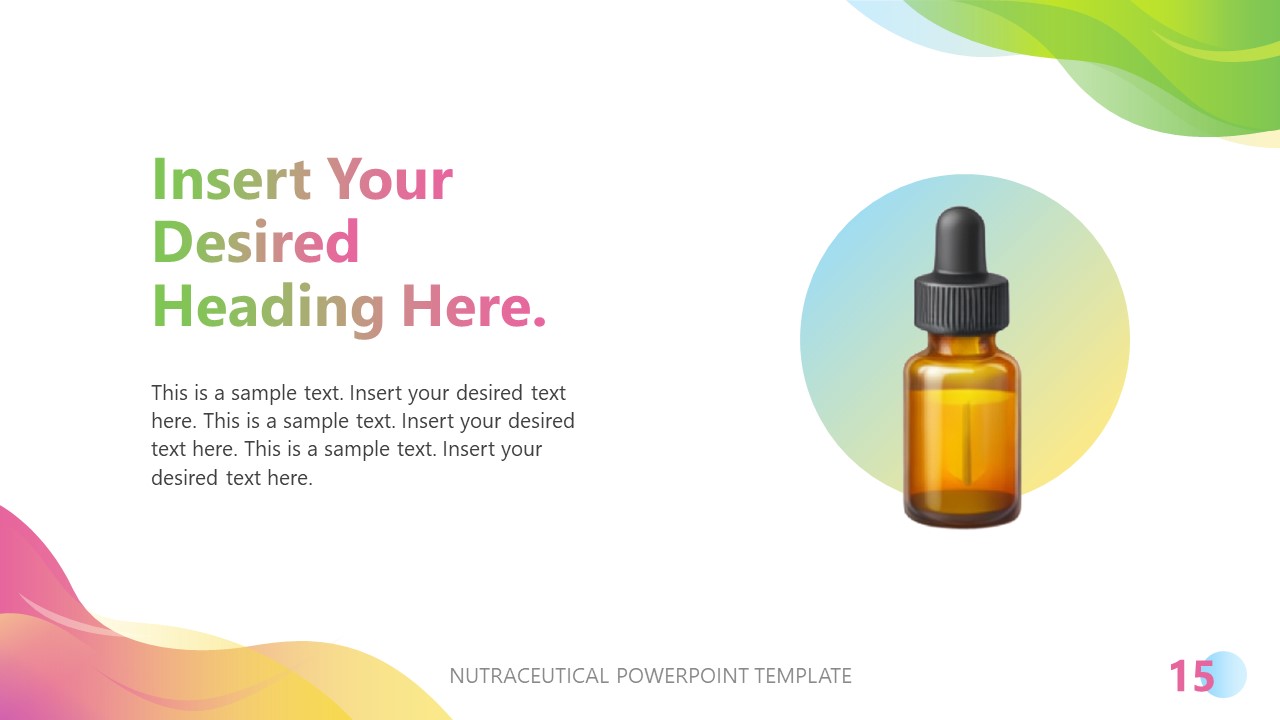 Insert Your
Desired
Heading Here.
This is a sample text. Insert your desired text
here. This is a sample text. Insert your desired
text here. This is a sample text. Insert your
desired text here.
NUTRACEUTICAL POWERPOINT TEMPLATE
15